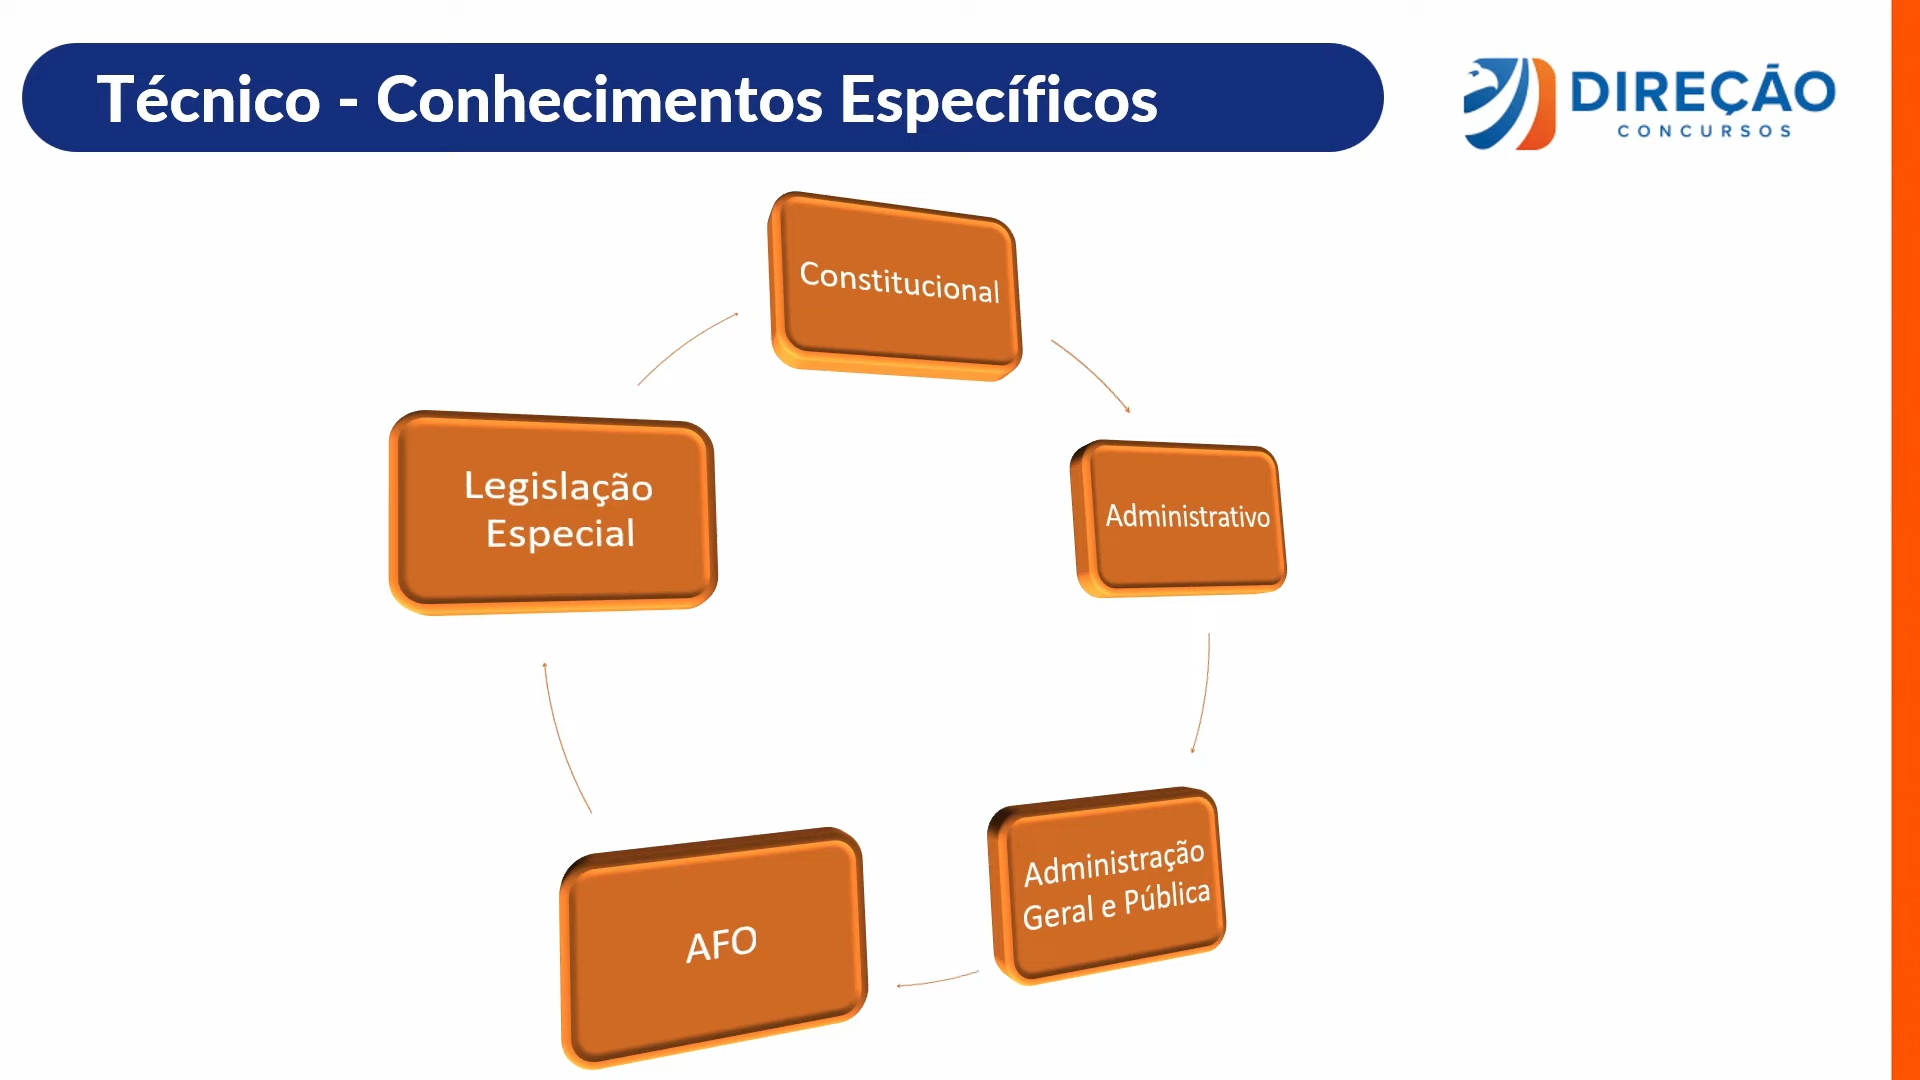 Técnico - Conhecimentos Específicos
DIREÇÃO
CONCURSOS
Constitucional
Administrativo
Administração
Geral e Pública
AFO
Legislação
Especial